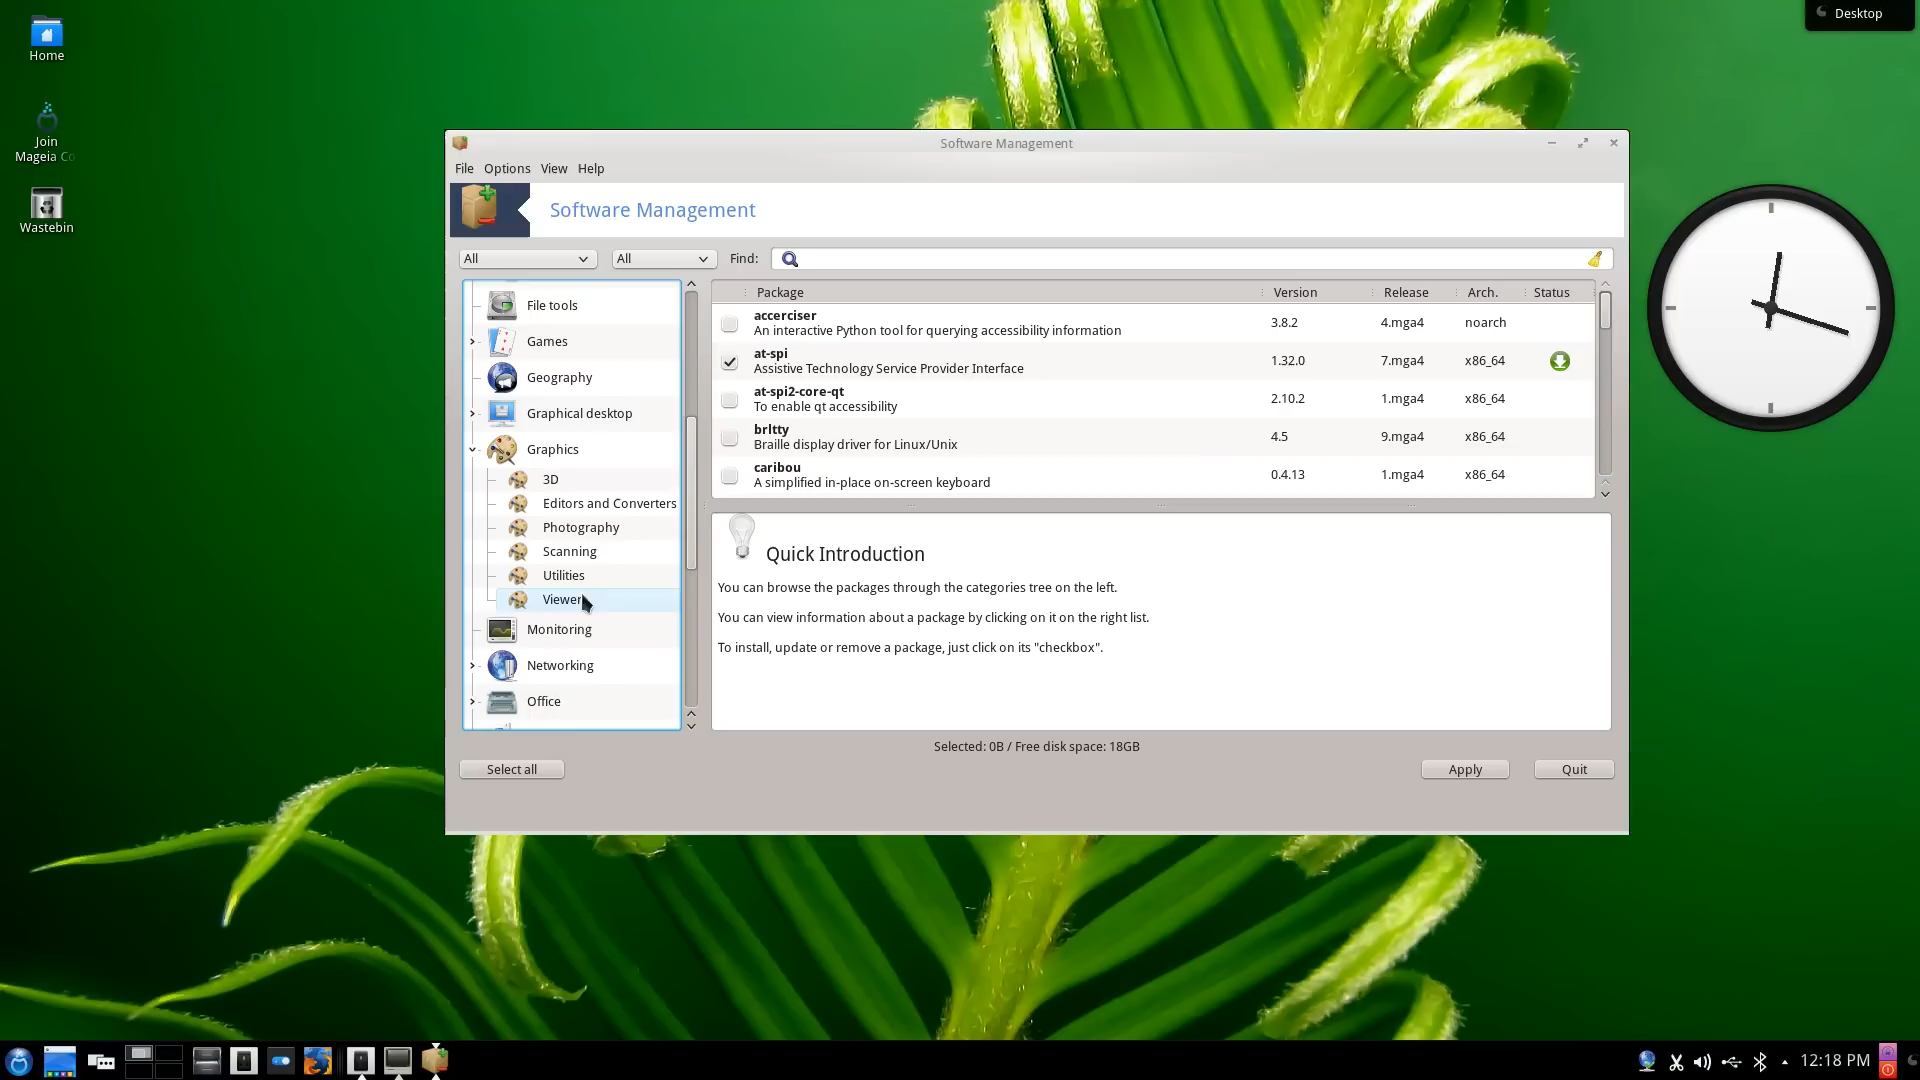 Desktop
Home
Join
Mageia Co
Wastebin
Software Management
File Options View Help
Software Management
All All Find:
File tools
Games
Geography
Graphical desktop
Graphics
3D
Editors and Converters
Photography
Scanning
Utilities
Viewer
Monitoring
Networking
Office
Package Version Release Arch. Status
accerciser
An interactive Python tool for querying accessibility information
3.8.2 4.mga4 noarch
at-spi
Assistive Technology Service Provider Interface
1.32.0 7.mga4 x86_64
at-spi2-core-qt
To enable qt accessibility
2.10.2 1.mga4 x86_64
brltty
Braille display driver for Linux/Unix
4.5 9.mga4 x86_64
caribou
A simplified in-place on-screen keyboard
0.4.13 1.mga4 x86_64
Quick Introduction
You can browse the packages through the categories tree on the left.
You can view information about a package by clicking on it on the right list.
To install, update or remove a package, just click on its "checkbox".
Selected: 0B / Free disk space: 18GB
Select all Apply Quit
12:18 PM